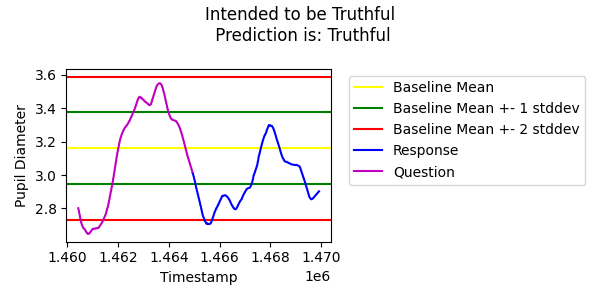 Intended to be Truthful
Prediction is: Truthful
3.6
3.4
3.2
3.0
2.8
Pupil Diameter
1.460 1.462 1.464 1.466 1.468 1.470
1e6
Timestamp
Baseline Mean
Baseline Mean +- 1 stddev
Baseline Mean +- 2 stddev
Response
Question